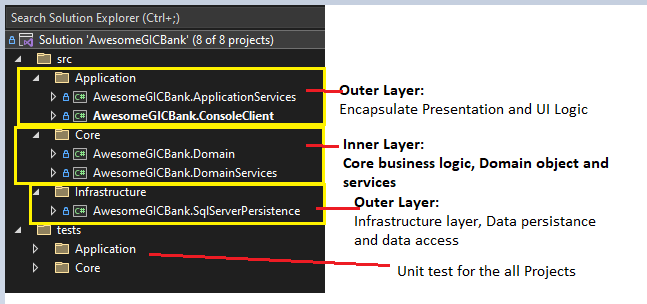 Search Solution Explorer (Ctrl+;)
Solution 'AwesomeGICBank' (8 of 8 projects)
src
Application
C# AwesomeGICBank.ApplicationServices
C# AwesomeGICBank.ConsoleClient
Core
C# AwesomeGICBank.Domain
C# AwesomeGICBank.DomainServices
Infrastructure
C# AwesomeGICBank.SqlServerPersistence
tests
Application
Core
Outer Layer:
Encapsulate Presentation and UI Logic
Inner Layer:
Core business logic, Domain object and
services
Outer Layer:
Infrastructure layer, Data persistance
and data access
Unit test for the all Projects